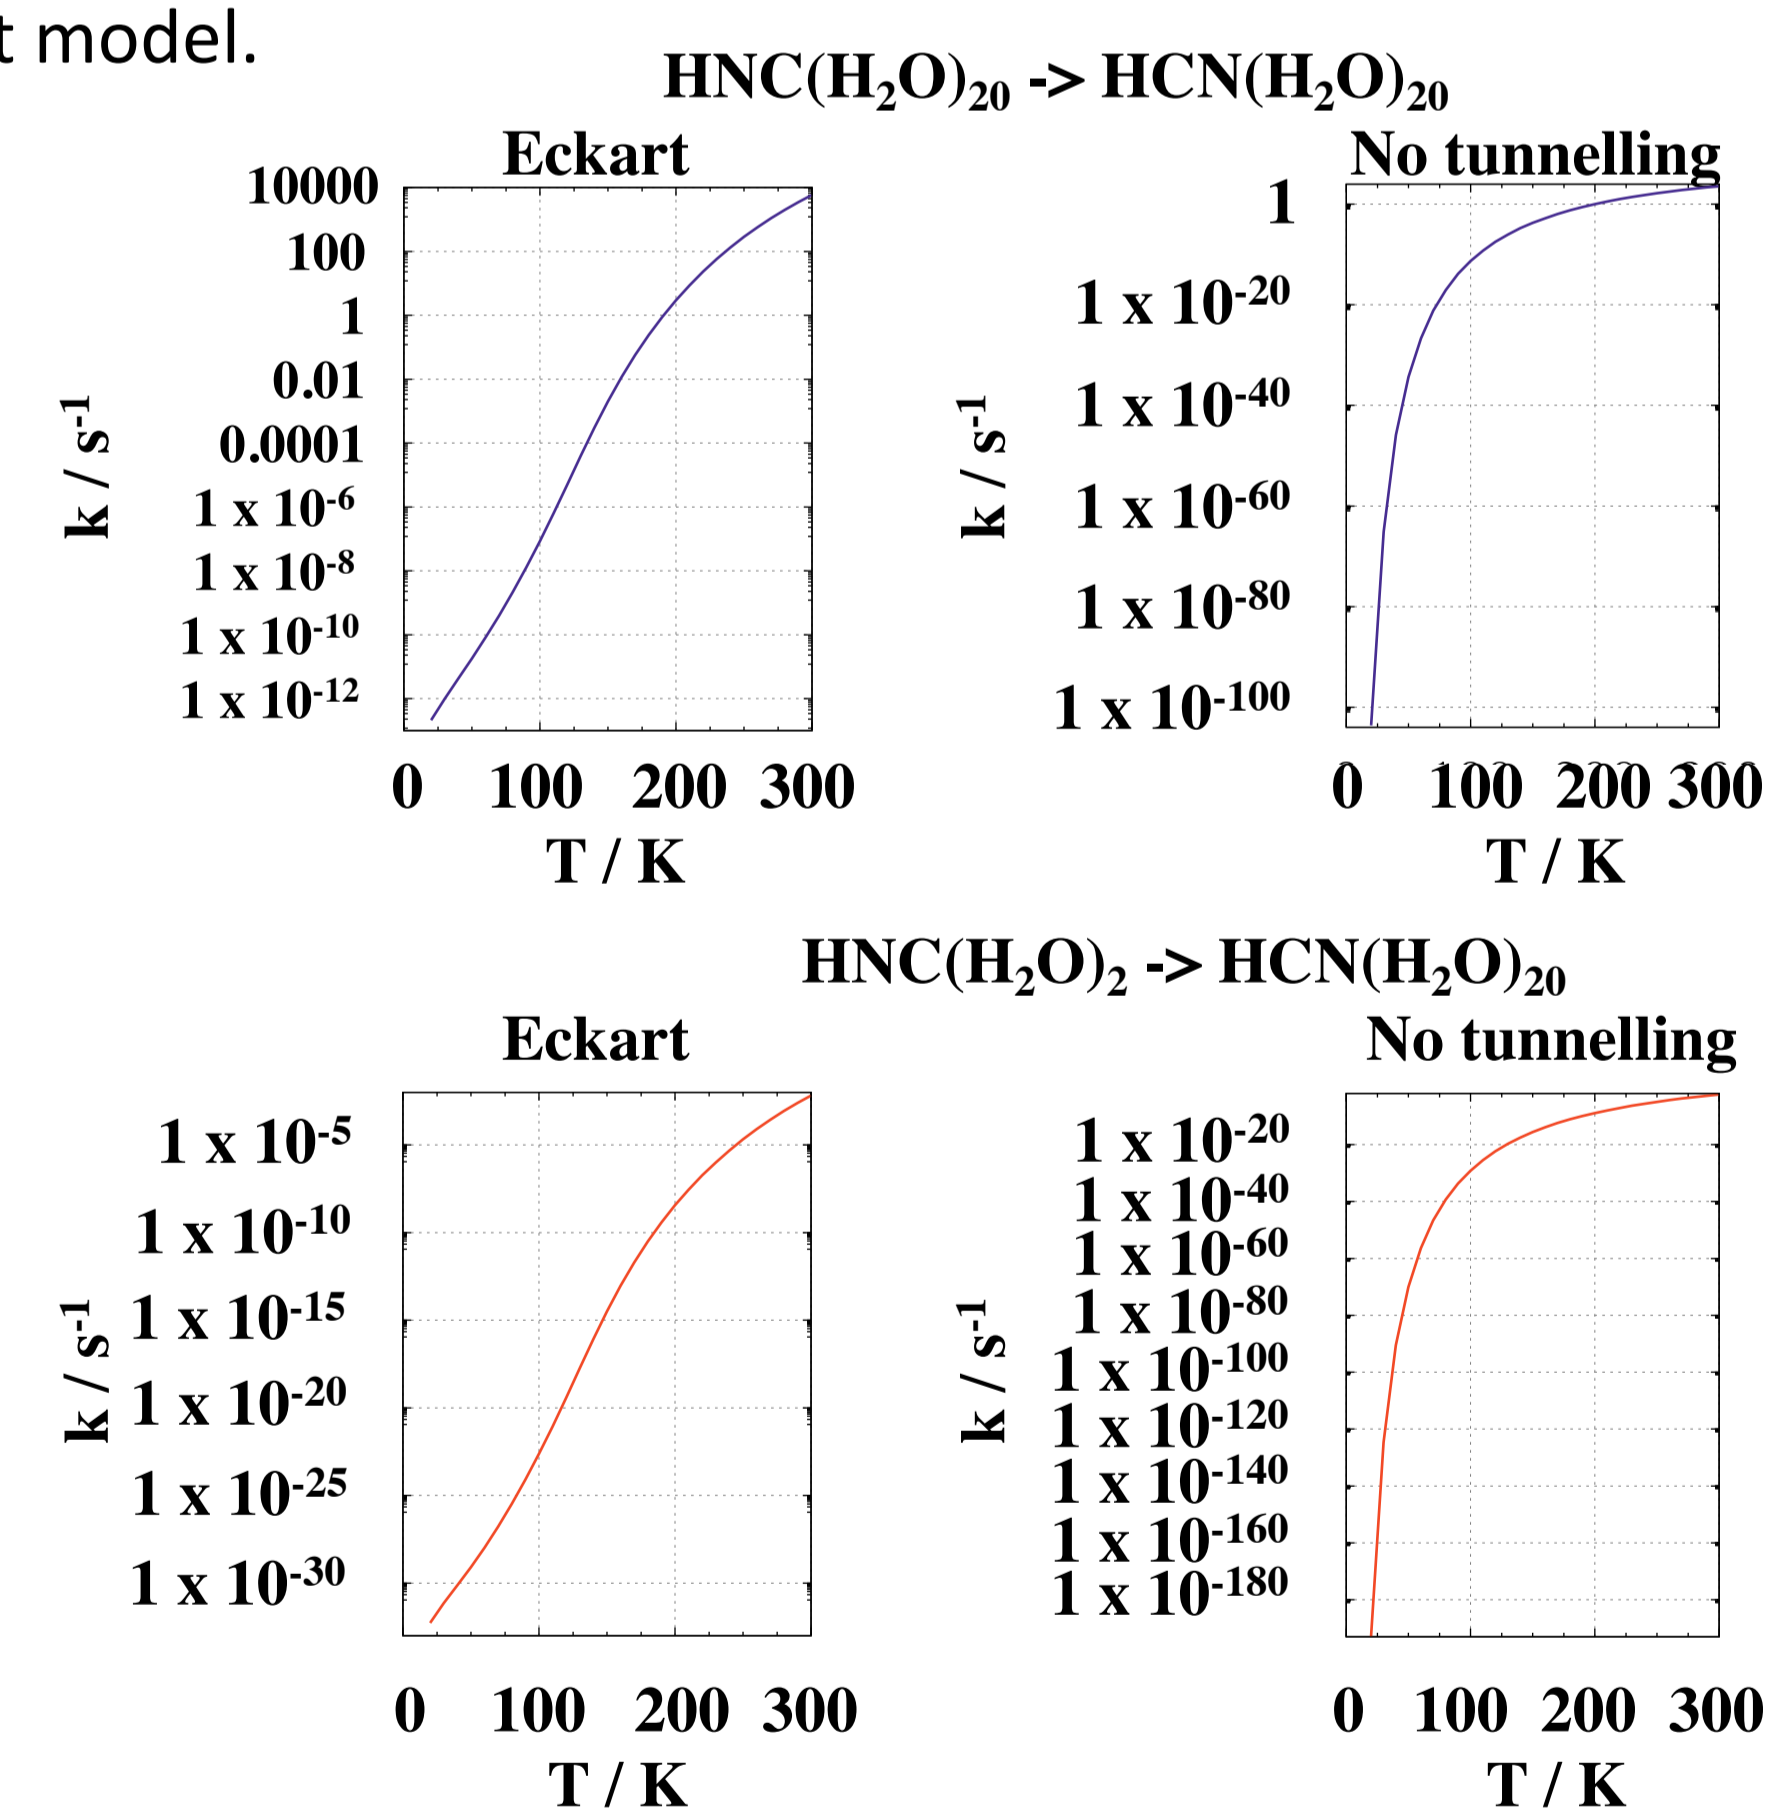 t model.
HNC(H₂O)₂₀ -> HCN(H₂O)₂₀
Eckart
10000
100
1
0.01
0.0001
1 x 10⁻⁶
1 x 10⁻⁸
1 x 10⁻¹⁰
1 x 10⁻¹²
k / s⁻¹
0 100 200 300
T / K
No tunnelling
1
1 x 10⁻²⁰
1 x 10⁻⁴⁰
1 x 10⁻⁶⁰
1 x 10⁻⁸⁰
1 x 10⁻¹⁰⁰
k / s⁻¹
0 100 200 300
T / K
HNC(H₂O)₂ -> HCN(H₂O)₂₀
Eckart
1 x 10⁻⁵
1 x 10⁻¹⁰
1 x 10⁻¹⁵
1 x 10⁻²⁰
1 x 10⁻²⁵
1 x 10⁻³⁰
k / s⁻¹
0 100 200 300
T / K
No tunnelling
1 x 10⁻²⁰
1 x 10⁻⁴⁰
1 x 10⁻⁶⁰
1 x 10⁻⁸⁰
1 x 10⁻¹⁰⁰
1 x 10⁻¹²⁰
1 x 10⁻¹⁴⁰
1 x 10⁻¹⁶⁰
1 x 10⁻¹⁸⁰
k / s⁻¹
0 100 200 300
T / K